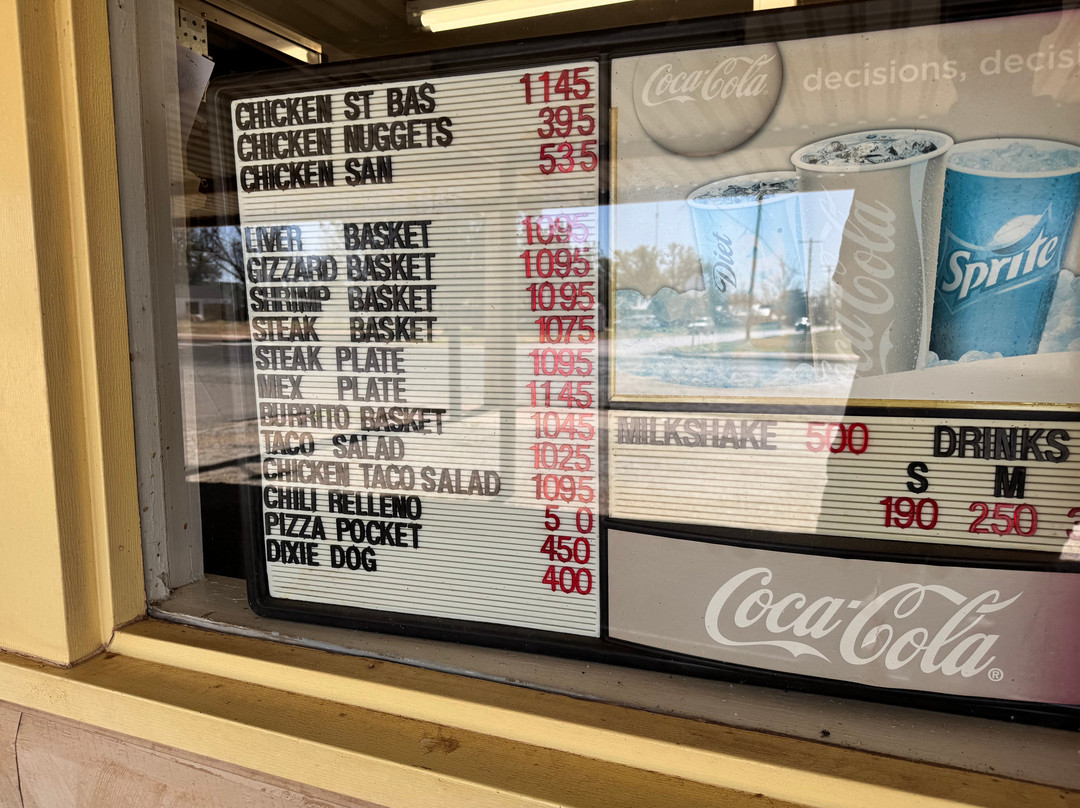 CHICKEN ST BAS 1145
CHICKEN NUGGETS 395
CHICKEN SAN 535
LIVER BASKET 1095
GIZZARD BASKET 1095
SHRIMP BASKET 1095
STEAK BASKET 1075
STEAK PLATE 1095
MEX PLATE 1145
BURRITO BASKET 1045
TACO SALAD 1025
CHICKEN TACO SALAD 1095
CHILI RELLENO 5 0
PIZZA POCKET 450
DIXIE DOG 400
Coca-Cola
decisions, decis
Diet
Coca-Cola
Sprite
MILKSHAKE 500 DRINKS
S M
190 250
Coca-Cola®